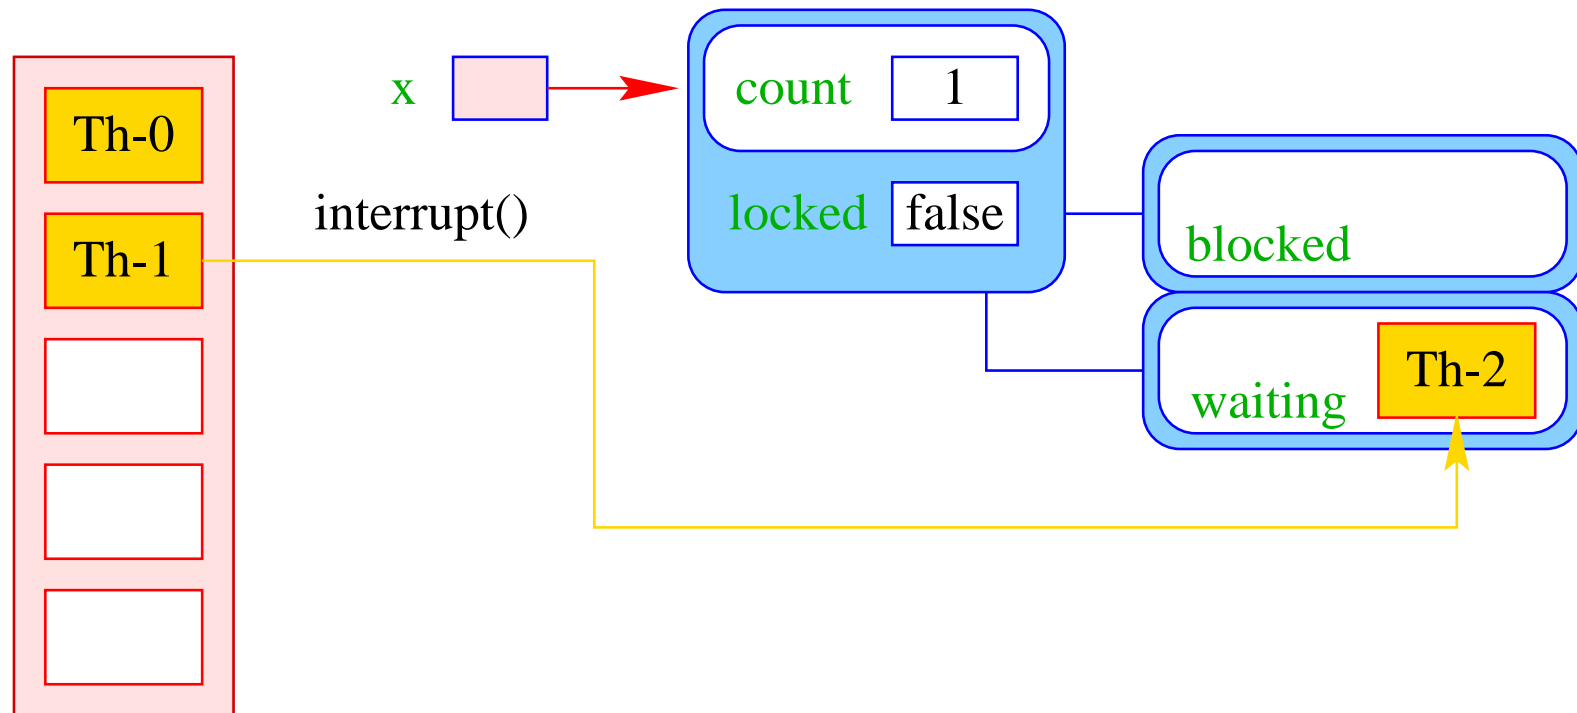 Th-0
Th-1
x
interrupt()
count 1
locked false
blocked
waiting Th-2